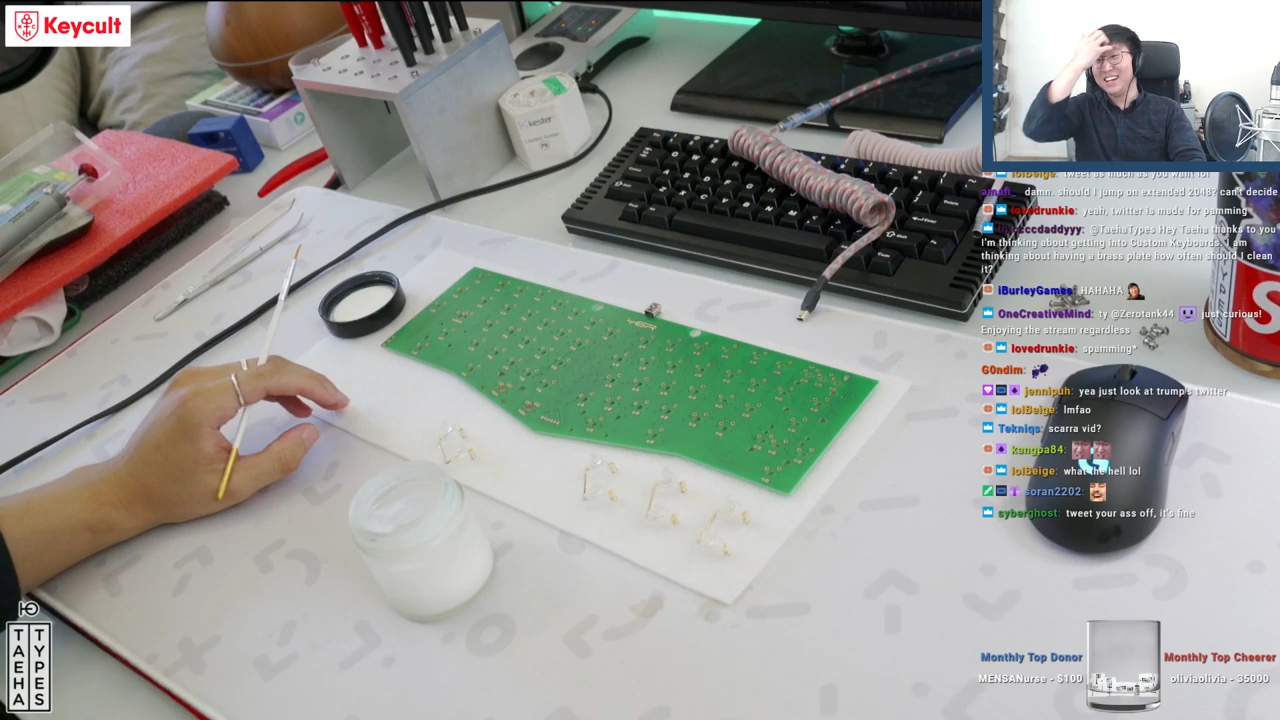 Keycult
kester
lolBeige: tweet as much as you want lol
damn. should I jump on extended 2048? can't decide
lovedrunkie: yeah, twitter is made for pamming
@TaehaTypes Hey Taeha thanks to you
I'm thinking about getting into Custom Keyboards. I am
thinking about having a brass plate how often should I clean
it?
iBurleyGames: HAHAHA
OneCreativeMind: ty @Zerotank44 just curious!
Enjoying the stream regardless
lovedrunkie: spamming*
G0ndim:
jennipuh: yea just look at trump's twitter
lolBeige: lmfao
Tekniqs: scarra vid?
kangpa84:
lolBeige: what the hell lol
soran2202:
syberghost: tweet your ass off, it's fine
TAEHA
TYPES
Monthly Top Donor
MENSANurse - $100
Monthly Top Cheerer
oliviaolivia - 35000